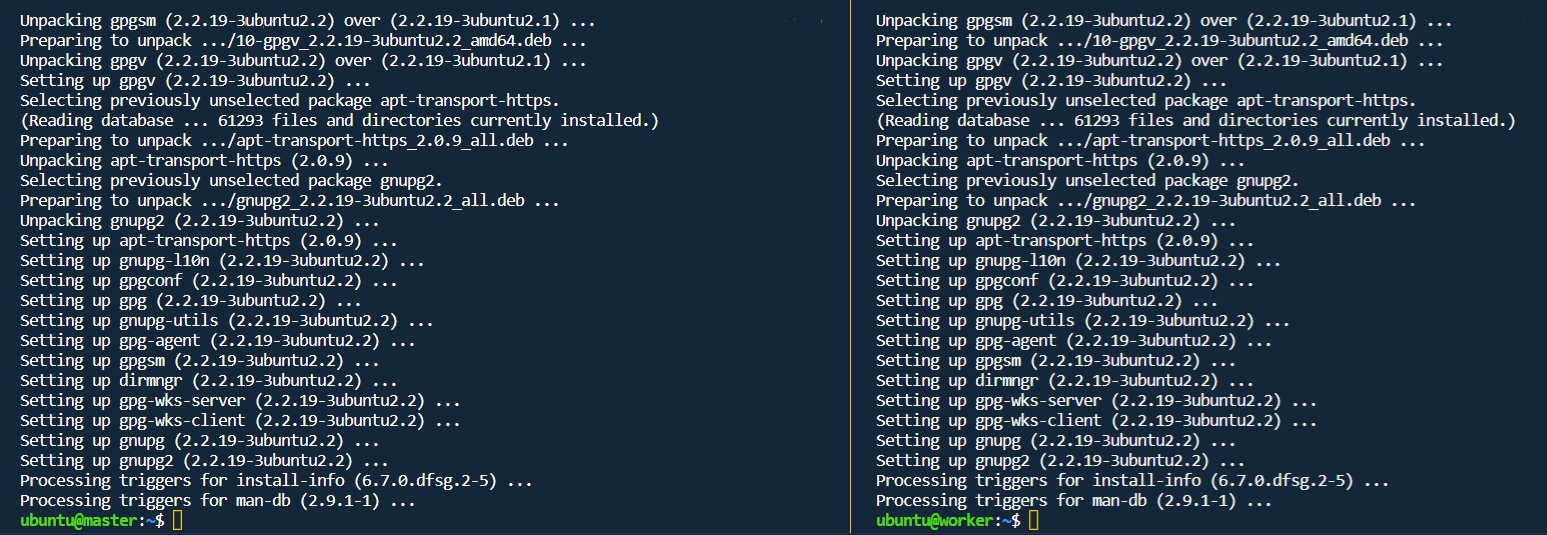 Unpacking gpgsm (2.2.19-3ubuntu2.2) over (2.2.19-3ubuntu2.1) ...
Preparing to unpack .../10-gpgv_2.2.19-3ubuntu2.2_amd64.deb ...
Unpacking gpgv (2.2.19-3ubuntu2.2) over (2.2.19-3ubuntu2.1) ...
Setting up gpgv (2.2.19-3ubuntu2.2) ...
Selecting previously unselected package apt-transport-https.
(Reading database ... 61293 files and directories currently installed.)
Preparing to unpack .../apt-transport-https_2.0.9_all.deb ...
Unpacking apt-transport-https (2.0.9) ...
Selecting previously unselected package gnupg2.
Preparing to unpack .../gnupg2_2.2.19-3ubuntu2.2_all.deb ...
Unpacking gnupg2 (2.2.19-3ubuntu2.2) ...
Setting up apt-transport-https (2.0.9) ...
Setting up gnupg-l10n (2.2.19-3ubuntu2.2) ...
Setting up gpgconf (2.2.19-3ubuntu2.2) ...
Setting up gpg (2.2.19-3ubuntu2.2) ...
Setting up gnupg-utils (2.2.19-3ubuntu2.2) ...
Setting up gpg-agent (2.2.19-3ubuntu2.2) ...
Setting up gpgsm (2.2.19-3ubuntu2.2) ...
Setting up dirmngr (2.2.19-3ubuntu2.2) ...
Setting up gpg-wks-server (2.2.19-3ubuntu2.2) ...
Setting up gpg-wks-client (2.2.19-3ubuntu2.2) ...
Setting up gnupg (2.2.19-3ubuntu2.2) ...
Setting up gnupg2 (2.2.19-3ubuntu2.2) ...
Processing triggers for install-info (6.7.0.dfsg.2-5) ...
Processing triggers for man-db (2.9.1-1) ...
ubuntu@master:~$
Unpacking gpgsm (2.2.19-3ubuntu2.2) over (2.2.19-3ubuntu2.1) ...
Preparing to unpack .../10-gpgv_2.2.19-3ubuntu2.2_amd64.deb ...
Unpacking gpgv (2.2.19-3ubuntu2.2) over (2.2.19-3ubuntu2.1) ...
Setting up gpgv (2.2.19-3ubuntu2.2) ...
Selecting previously unselected package apt-transport-https.
(Reading database ... 61293 files and directories currently installed.)
Preparing to unpack .../apt-transport-https_2.0.9_all.deb ...
Unpacking apt-transport-https (2.0.9) ...
Selecting previously unselected package gnupg2.
Preparing to unpack .../gnupg2_2.2.19-3ubuntu2.2_all.deb ...
Unpacking gnupg2 (2.2.19-3ubuntu2.2) ...
Setting up apt-transport-https (2.0.9) ...
Setting up gnupg-l10n (2.2.19-3ubuntu2.2) ...
Setting up gpgconf (2.2.19-3ubuntu2.2) ...
Setting up gpg (2.2.19-3ubuntu2.2) ...
Setting up gnupg-utils (2.2.19-3ubuntu2.2) ...
Setting up gpg-agent (2.2.19-3ubuntu2.2) ...
Setting up gpgsm (2.2.19-3ubuntu2.2) ...
Setting up dirmngr (2.2.19-3ubuntu2.2) ...
Setting up gpg-wks-server (2.2.19-3ubuntu2.2) ...
Setting up gpg-wks-client (2.2.19-3ubuntu2.2) ...
Setting up gnupg (2.2.19-3ubuntu2.2) ...
Setting up gnupg2 (2.2.19-3ubuntu2.2) ...
Processing triggers for install-info (6.7.0.dfsg.2-5) ...
Processing triggers for man-db (2.9.1-1) ...
ubuntu@worker:~$